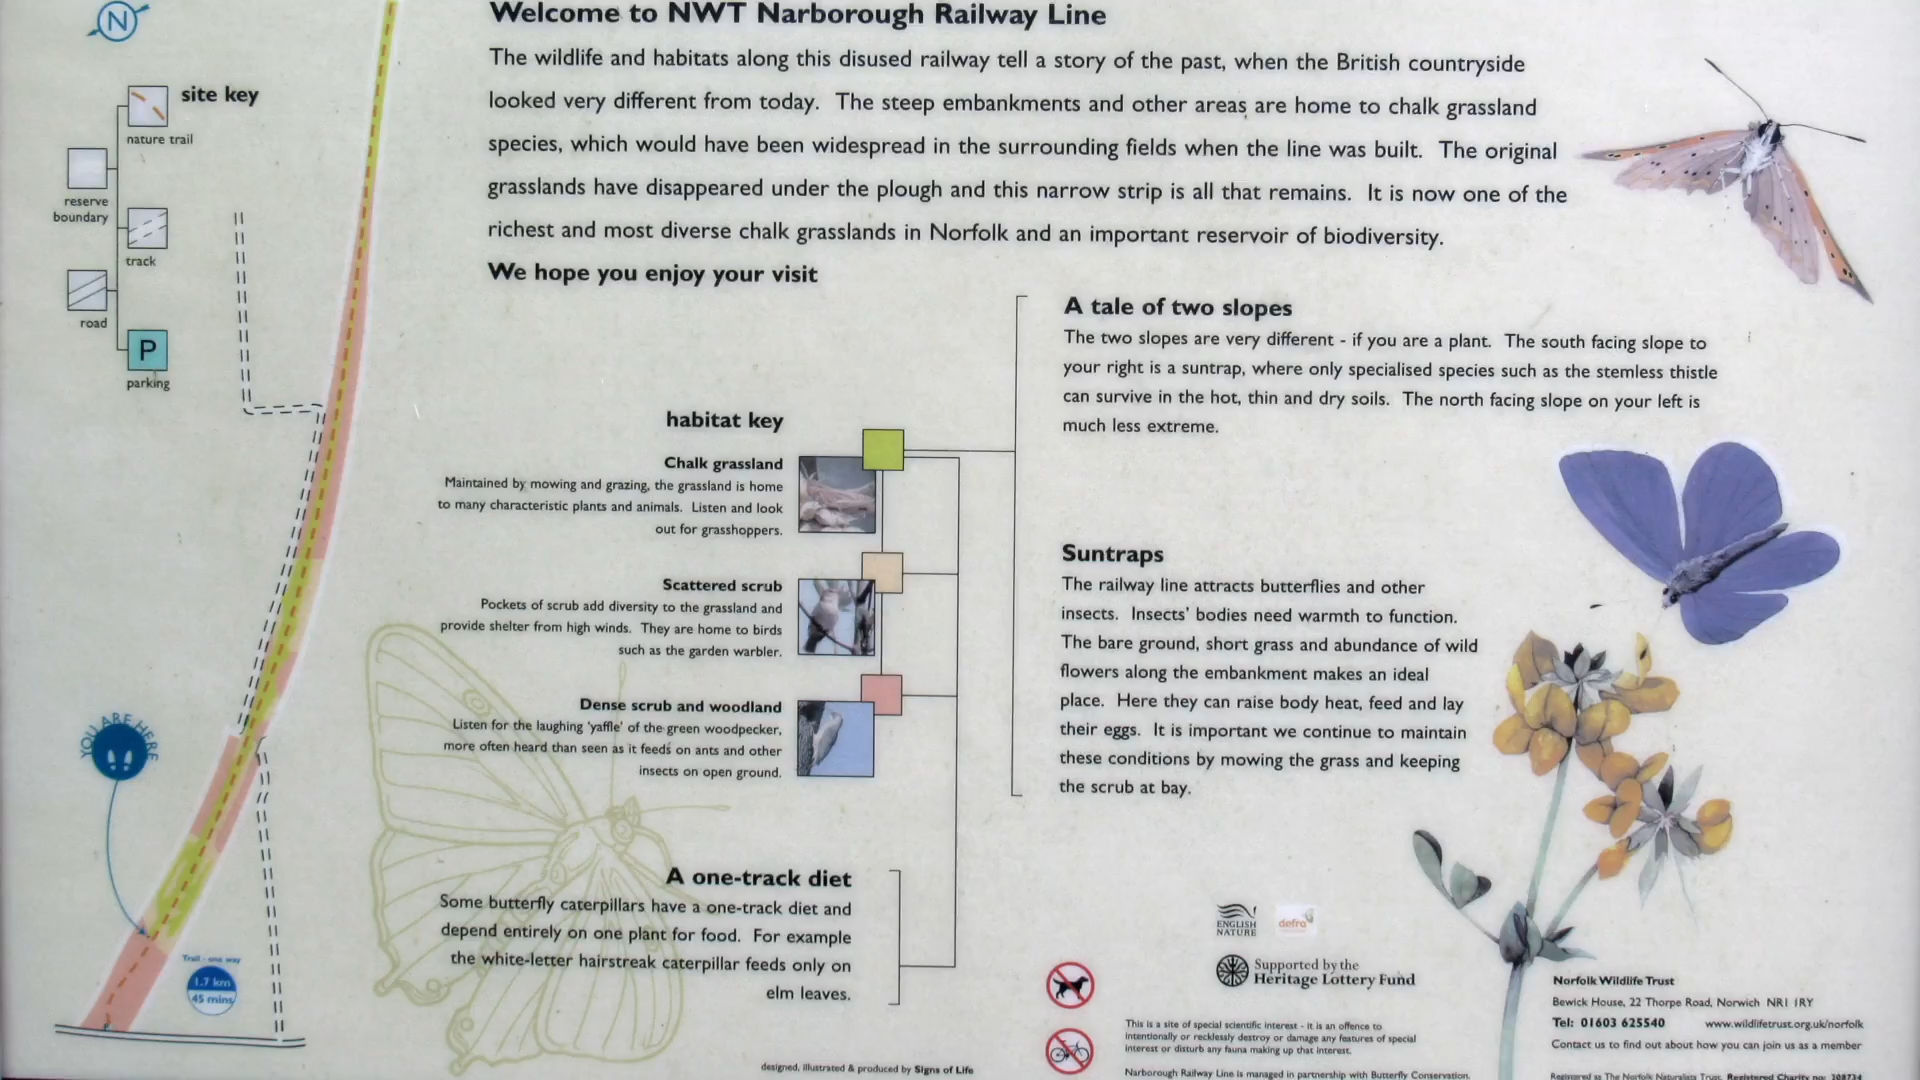 N
site key
nature trail
reserve
boundary
track
road
P
parking
YOU ARE HERE
Trail - one way
1.7 km
45 mins
Welcome to NWT Narborough Railway Line
The wildlife and habitats along this disused railway tell a story of the past, when the British countryside
looked very different from today. The steep embankments and other areas are home to chalk grassland
species, which would have been widespread in the surrounding fields when the line was built. The original
grasslands have disappeared under the plough and this narrow strip is all that remains. It is now one of the
richest and most diverse chalk grasslands in Norfolk and an important reservoir of biodiversity.
We hope you enjoy your visit
habitat key
Chalk grassland
Maintained by mowing and grazing, the grassland is home
to many characteristic plants and animals. Listen and look
out for grasshoppers.
Scattered scrub
Pockets of scrub add diversity to the grassland and
provide shelter from high winds. They are home to birds
such as the garden warbler.
Dense scrub and woodland
Listen for the laughing 'yaffle' of the green woodpecker,
more often heard than seen as it feeds on ants and other
insects on open ground.
A one-track diet
Some butterfly caterpillars have a one-track diet and
depend entirely on one plant for food. For example
the white-letter hairstreak caterpillar feeds only on
elm leaves.
designed, illustrated & produced by Signs of Life
A tale of two slopes
The two slopes are very different - if you are a plant. The south facing slope to
your right is a suntrap, where only specialised species such as the stemless thistle
can survive in the hot, thin and dry soils. The north facing slope on your left is
much less extreme.
Suntraps
The railway line attracts butterflies and other
insects. Insects' bodies need warmth to function.
The bare ground, short grass and abundance of wild
flowers along the embankment makes an ideal
place. Here they can raise body heat, feed and lay
their eggs. It is important we continue to maintain
these conditions by mowing the grass and keeping
the scrub at bay.
ENGLISH
NATURE
defra
Supported by the
Heritage Lottery Fund
This is a site of special scientific interest - it is an offence to
intentionally or recklessly destroy or damage any features of special
interest or disturb any fauna making up that interest.
Narborough Railway Line is managed in partnership with Butterfly Conservation.
Norfolk Wildlife Trust
Bewick House, 22 Thorpe Road, Norwich NR1 1RY
Tel: 01603 625540 www.wildlifetrust.org.uk/norfolk
Contact us to find out about how you can join us as a member
Registered as The Norfolk Naturalists Trust. Registered Charity no: 208734